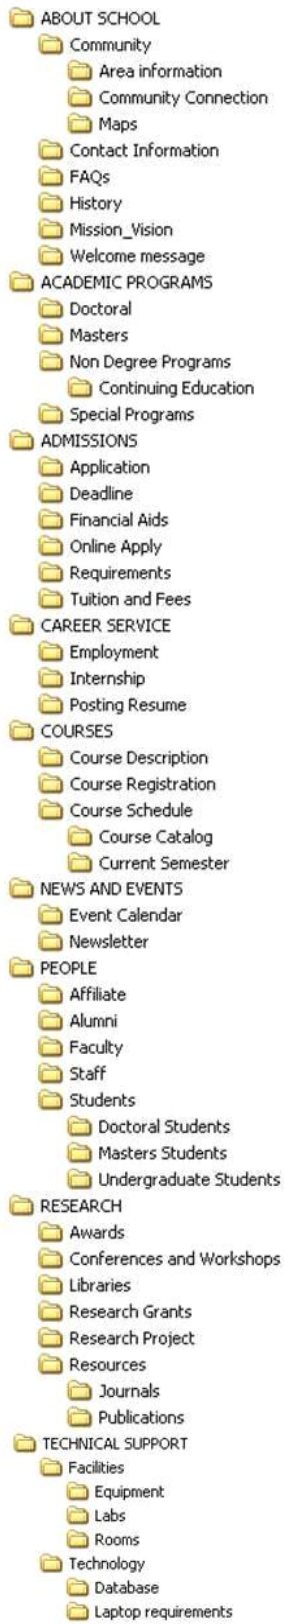 ABOUT SCHOOL
Community
Area information
Community Connection
Maps
Contact Information
FAQs
History
Mission_Vision
Welcome message
ACADEMIC PROGRAMS
Doctoral
Masters
Non Degree Programs
Continuing Education
Special Programs
ADMISSIONS
Application
Deadline
Financial Aids
Online Apply
Requirements
Tuition and Fees
CAREER SERVICE
Employment
Internship
Posting Resume
COURSES
Course Description
Course Registration
Course Schedule
Course Catalog
Current Semester
NEWS AND EVENTS
Event Calendar
Newsletter
PEOPLE
Affiliate
Alumni
Faculty
Staff
Students
Doctoral Students
Masters Students
Undergraduate Students
RESEARCH
Awards
Conferences and Workshops
Libraries
Research Grants
Research Project
Resources
Journals
Publications
TECHNICAL SUPPORT
Facilities
Equipment
Labs
Rooms
Technology
Database
Laptop requirements